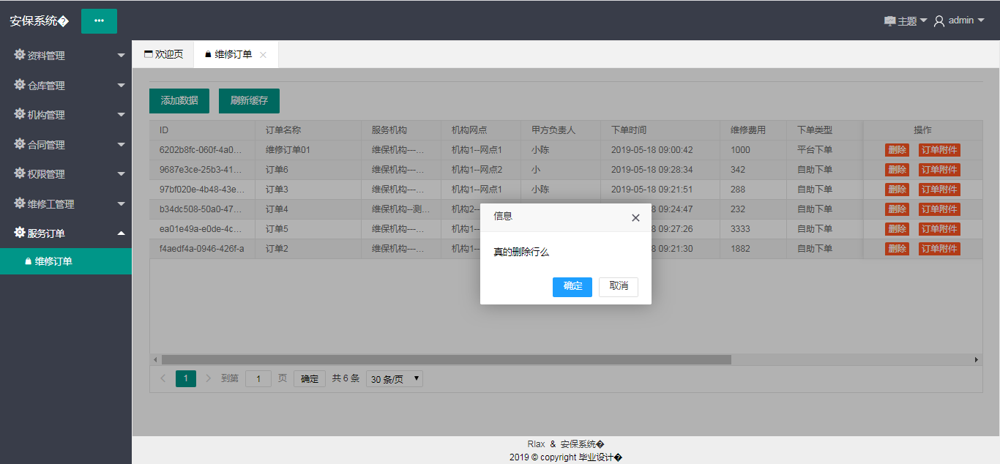 安保系统� ••• 主题 admin
资料管理
仓库管理
机构管理
合同管理
权限管理
维修工管理
服务订单
维修订单
欢迎页 维修订单
添加数据 刷新缓存
ID 订单名称 服务机构 机构网点 甲方负责人 下单时间 维修费用 下单类型 操作
6202b8fc-060f-4a0... 维修订单01 维保机构---... 机构1--网点1 小陈 2019-05-18 09:00:42 1000 平台下单 删除 订单附件
9687e3ce-25b3-41... 订单6 维保机构---... 机构1--网点2 小 2019-05-18 09:28:34 342 自助下单 删除 订单附件
97bf020e-4b48-43e... 订单3 维保机构---... 机构1--网点1 小陈 2019-05-18 09:21:51 288 自助下单 删除 订单附件
b34dc508-50a0-47... 订单4 维保机构--测... 机构2-- 8 09:24:47 232 自助下单 删除 订单附件
ea01e49a-e0de-4c... 订单5 维保机构---... 机构1-- 8 09:27:26 3333 自助下单 删除 订单附件
f4aedf4a-0946-426f-a 订单2 维保机构---... 机构1-- 8 09:21:30 1882 自助下单 删除 订单附件
信息
真的删除行么
确定 取消
1 到第 1 页 确定 共 6 条 30 条/页
Rlax & 安保系统�
2019 © copyright 毕业设计�